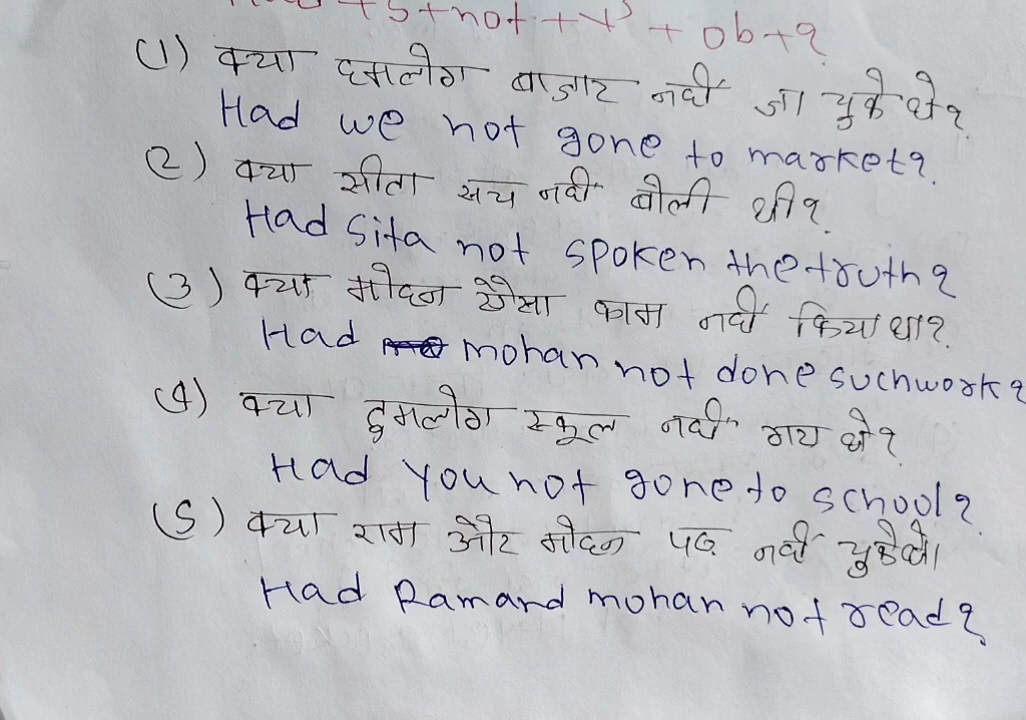 + S + not + V³ + ob + ?
(1) क्या हमलोग बाजार नहीं जा चुके थे?
Had we not gone to market?
(2) क्या सीता सच नहीं बोली थी?
Had Sita not spoken the truth?
(3) क्या मोहन ऐसा काम नहीं किया था?
Had mohan not done such work?
(4) क्या तुमलोग स्कूल नहीं गये थे?
Had you not gone to school?
(5) क्या राम और मोहन पढ़ नहीं चुके थे।
Had Ram and mohan not read?